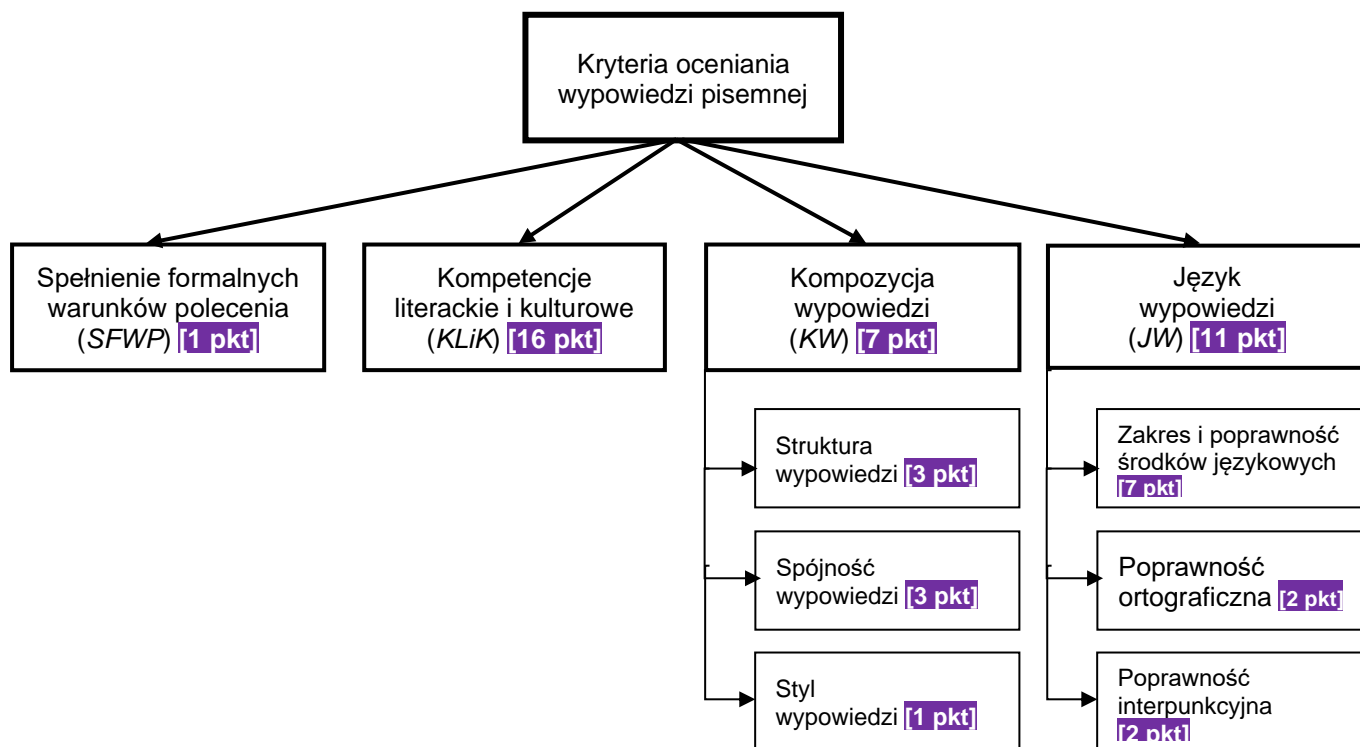 Kryteria oceniania
wypowiedzi pisemnej
Spełnienie formalnych
warunków polecenia
(SFWP) [1 pkt]
Kompetencje
literackie i kulturowe
(KLiK) [16 pkt]
Kompozycja
wypowiedzi
(KW) [7 pkt]
Język
wypowiedzi
(JW) [11 pkt]
Struktura
wypowiedzi [3 pkt]
Spójność
wypowiedzi [3 pkt]
Styl
wypowiedzi [1 pkt]
Zakres i poprawność
środków językowych
[7 pkt]
Poprawność
ortograficzna [2 pkt]
Poprawność
interpunkcyjna
[2 pkt]